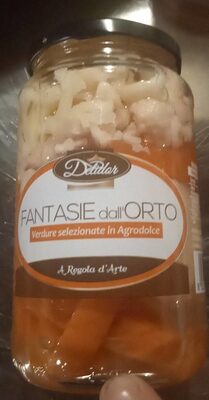 Delidor
FANTASIE dall'ORTO
Verdure selezionate in Agrodolce
A Regola d'Arte